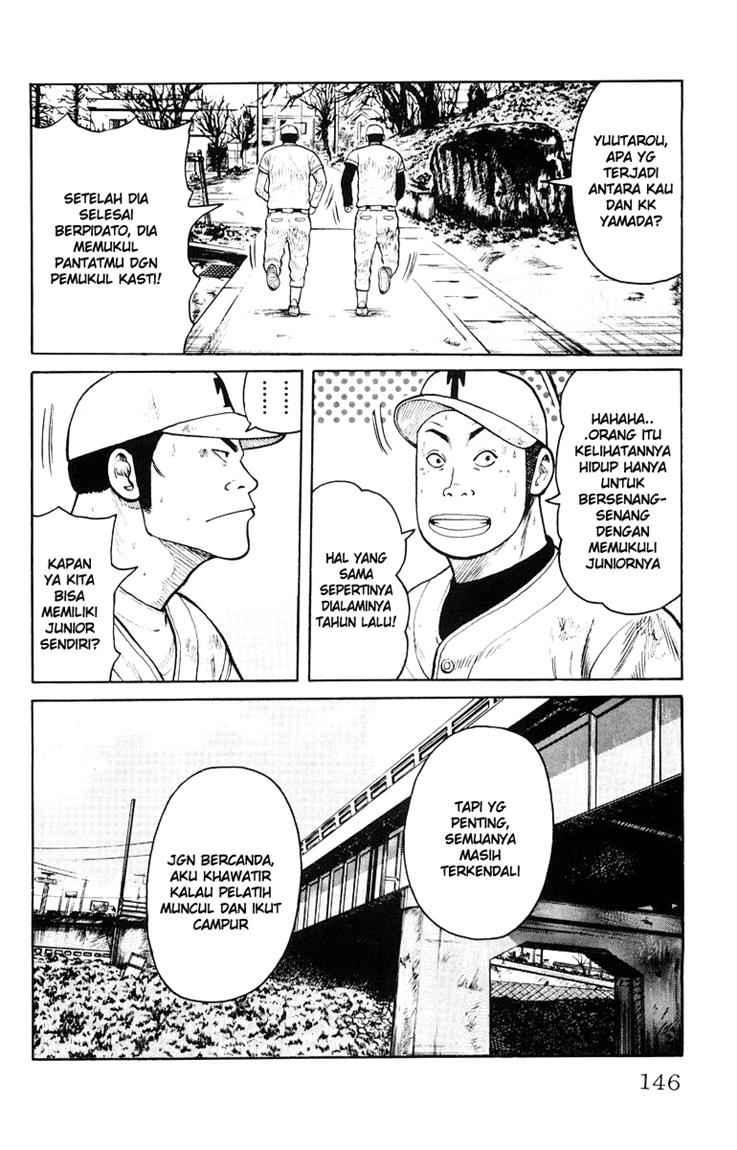 YUUTAROU,
APA YG
TERJADI
ANTARA KAU
DAN KK
YAMADA?
SETELAH DIA
SELESAI
BERPIDATO, DIA
MEMUKUL
PANTATMU DGN
PEMUKUL KASTI!
HAHAHA..
.ORANG ITU
KELIHATANNYA
HIDUP HANYA
UNTUK
BERSENANG-
SENANG
DENGAN
MEMUKULI
JUNIORNYA
HAL YANG
SAMA
SEPERTINYA
DIALAMINYA
TAHUN LALU!
T
........
T
KAPAN
YA KITA
BISA
MEMILIKI
JUNIOR
SENDIRI?
TAPI YG
PENTING,
SEMUANYA
MASIH
TERKENDALI
JGN BERCANDA,
AKU KHAWATIR
KALAU PELATIH
MUNCUL DAN IKUT
CAMPUR
146